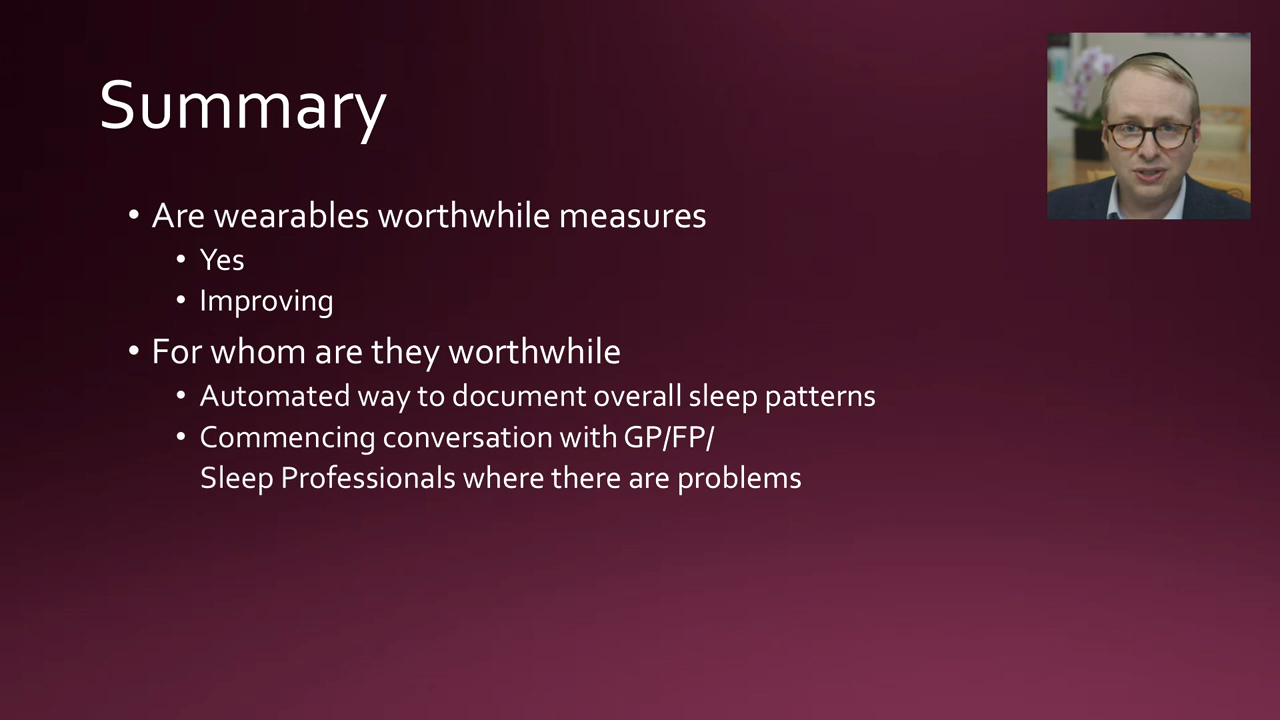 Summary
• Are wearables worthwhile measures
• Yes
• Improving
• For whom are they worthwhile
• Automated way to document overall sleep patterns
• Commencing conversation with GP/FP/
Sleep Professionals where there are problems